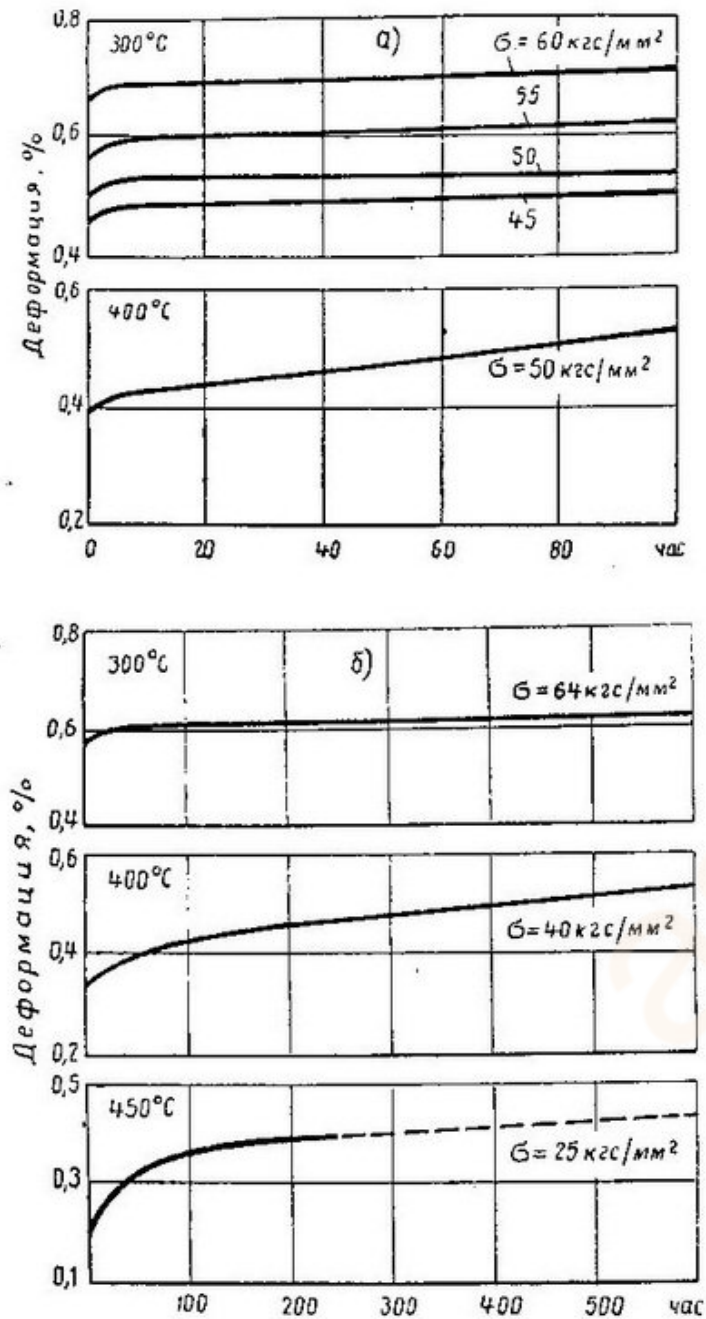 Деформация, %
0,8
300°С
а)
б = 60 кгс/мм²
55
0,6
50
45
0,4
0,6
400°С
б = 50 кгс/мм²
0,4
0,2
0 20 40 60 80 час
Деформация, %
0,8
300°С
б)
б = 64 кгс/мм²
0,6
0,4
0,6
400°С
0,4
б = 40 кгс/мм²
0,2
0,5
450°С
0,3
б = 25 кгс/мм²
0,1
100 200 300 400 500 час